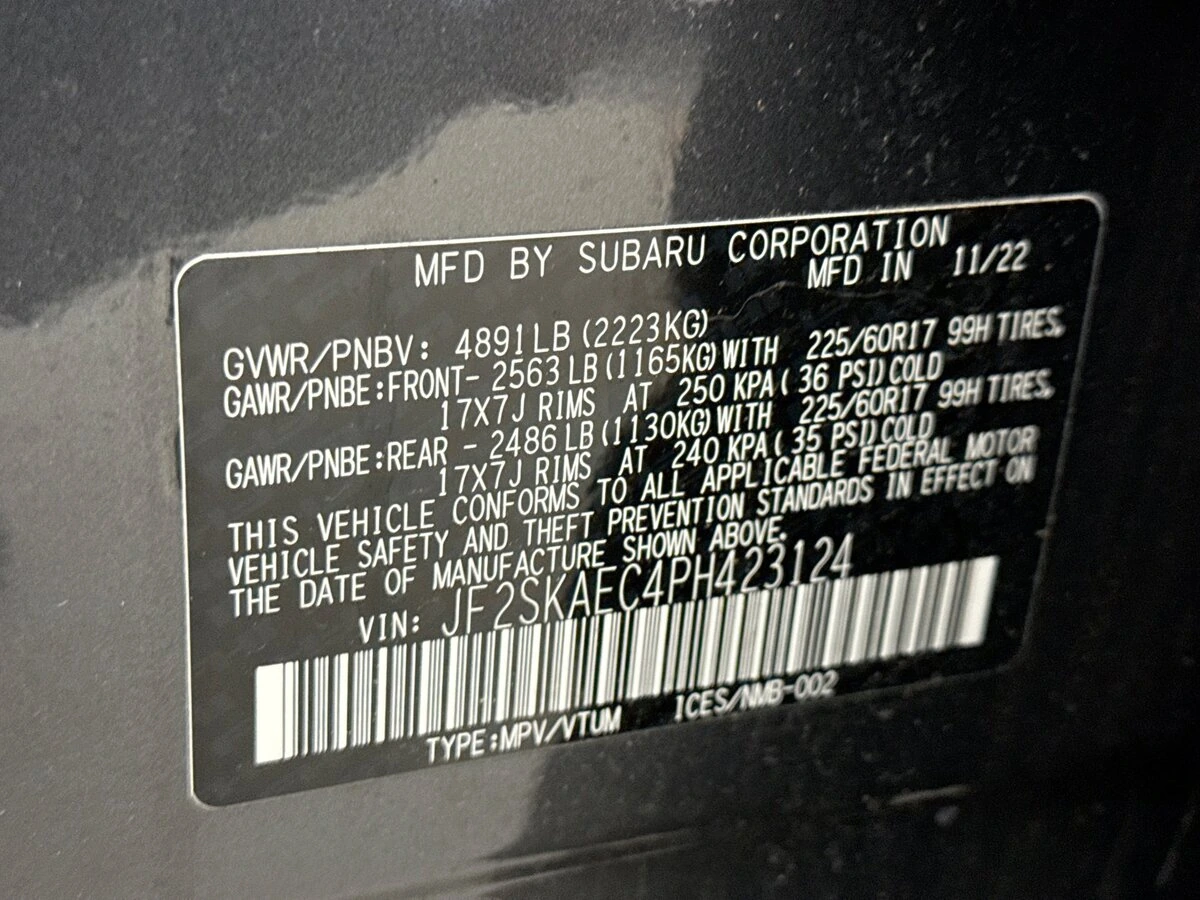 MFD BY SUBARU CORPORATION
MFD IN 11/22
GVWR/PNBV: 4891LB (2223KG)
GAWR/PNBE:FRONT- 2563 LB (1165KG) WITH 225/60R17 99H TIRES,
17X7J RIMS AT 250 KPA ( 36 PSI) COLD
GAWR/PNBE:REAR - 2486 LB (1130KG) WITH 225/60R17 99H TIRES,
17X7J RIMS AT 240 KPA ( 35 PSI) COLD
THIS VEHICLE CONFORMS TO ALL APPLICABLE FEDERAL MOTOR
VEHICLE SAFETY AND THEFT PREVENTION STANDARDS IN EFFECT ON
THE DATE OF MANUFACTURE SHOWN ABOVE.
VIN: JF2SKAEC4PH423124
TYPE:MPV/VTUM ICES/NMB-002